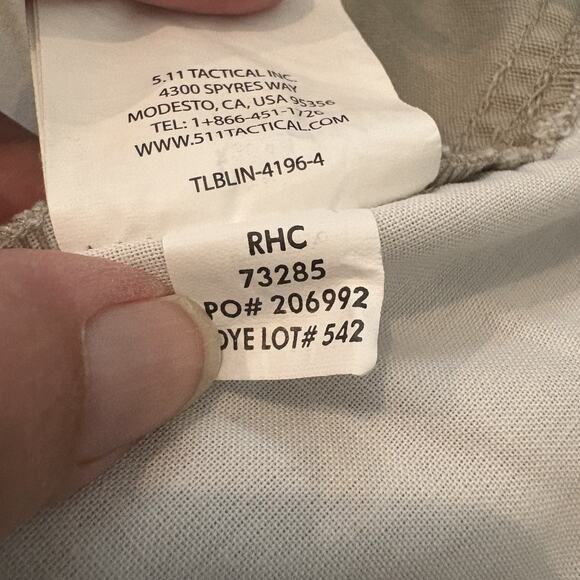 5.11 TACTICAL INC.
4300 SPYRES WAY
MODESTO, CA, USA 95356
TEL: 1+866-451-1726
WWW.511TACTICAL.COM
TLBLIN-4196-4
RHC
73285
PO# 206992
DYE LOT# 542